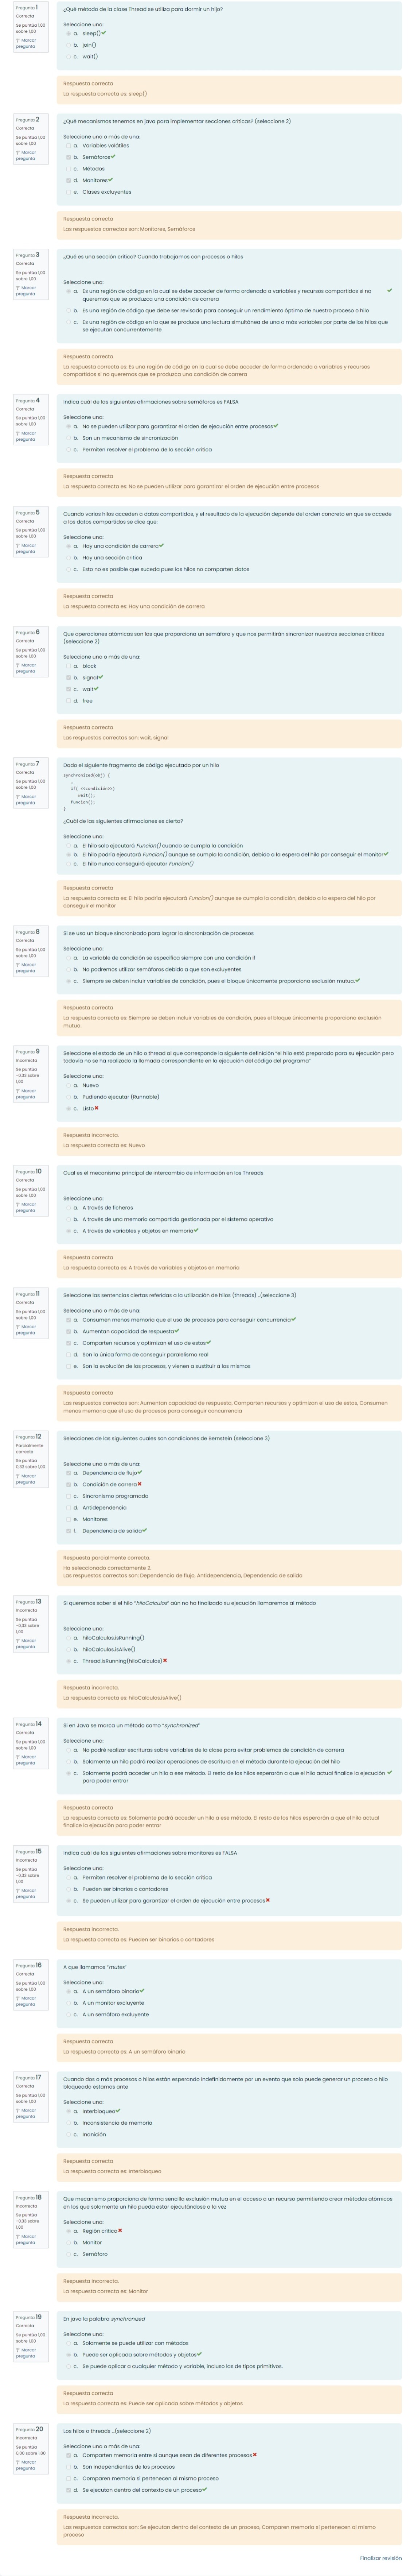 Pregunta 1
Correcta
Se puntúa 1,00
sobre 1,00
Marcar
pregunta
¿Qué método de la clase Thread se utiliza para dormir un hijo?
Seleccione una:
a. sleep()
b. join()
c. wait()
Respuesta correcta
La respuesta correcta es: sleep()
Pregunta 2
Correcta
Se puntúa 1,00
sobre 1,00
Marcar
pregunta
¿Qué mecanismos tenemos en java para implementar secciones críticas? (seleccione 2)
Seleccione una o más de una:
a. Variables volátiles
b. Semáforos
c. Métodos
d. Monitores
e. Clases excluyentes
Respuesta correcta
Las respuestas correctas son: Monitores, Semáforos
Pregunta 3
Correcta
Se puntúa 1,00
sobre 1,00
Marcar
pregunta
¿Qué es una sección crítica? Cuando trabajamos con procesos o hilos
Seleccione una:
a. Es una región de código en la cual se debe acceder de forma ordenada a variables y recursos compartidos si no
queremos que se produzca una condición de carrera
b. Es una región de código que debe ser revisada para conseguir un rendimiento óptimo de nuestro proceso o hilo
c. Es una región de código en la que se produce una lectura simultánea de una o más variables por parte de los hilos que
se ejecutan concurrentemente
Respuesta correcta
La respuesta correcta es: Es una región de código en la cual se debe acceder de forma ordenada a variables y recursos
compartidos si no queremos que se produzca una condición de carrera
Pregunta 4
Correcta
Se puntúa 1,00
sobre 1,00
Marcar
pregunta
Indica cuál de las siguientes afirmaciones sobre semáforos es FALSA
Seleccione una:
a. No se pueden utilizar para garantizar el orden de ejecución entre procesos
b. Son un mecanismo de sincronización
c. Permiten resolver el problema de la sección crítica
Respuesta correcta
La respuesta correcta es: No se pueden utilizar para garantizar el orden de ejecución entre procesos
Pregunta 5
Correcta
Se puntúa 1,00
sobre 1,00
Marcar
pregunta
Cuando varios hilos acceden a datos compartidos, y el resultado de la ejecución depende del orden concreto en que se accede
a los datos compartidos se dice que:
Seleccione una:
a. Hay una condición de carrera
b. Hay una sección crítica
c. Esto no es posible que suceda pues los hilos no comparten datos
Respuesta correcta
La respuesta correcta es: Hay una condición de carrera
Pregunta 6
Correcta
Se puntúa 1,00
sobre 1,00
Marcar
pregunta
Que operaciones atómicas son las que proporciona un semáforo y que nos permitirán sincronizar nuestras secciones críticas
(seleccione 2)
Seleccione una o más de una:
a. block
b. signal
c. wait
d. free
Respuesta correcta
Las respuestas correctas son: wait, signal
Pregunta 7
Correcta
Se puntúa 1,00
sobre 1,00
Marcar
pregunta
Dado el siguiente fragmento de código ejecutado por un hilo
synchronized(obj) {
…
if( <<condición>>)
wait();
Funcion();
}
¿Cuál de las siguientes afirmaciones es cierta?
Seleccione una:
a. El hilo solo ejecutará Funcion() cuando se cumpla la condición
b. El hilo podría ejecutará Funcion() aunque se cumpla la condición, debido a la espera del hilo por conseguir el monitor
c. El hilo nunca conseguirá ejecutar Funcion()
Respuesta correcta
La respuesta correcta es: El hilo podría ejecutará Funcion() aunque se cumpla la condición, debido a la espera del hilo por
conseguir el monitor
Pregunta 8
Correcta
Se puntúa 1,00
sobre 1,00
Marcar
pregunta
Si se usa un bloque sincronizado para lograr la sincronización de procesos
Seleccione una:
a. La variable de condición se especifica siempre con una condición if
b. No podremos utilizar semáforos debido a que son excluyentes
c. Siempre se deben incluir variables de condición, pues el bloque únicamente proporciona exclusión mutua.
Respuesta correcta
La respuesta correcta es: Siempre se deben incluir variables de condición, pues el bloque únicamente proporciona exclusión
mutua.
Pregunta 9
Incorrecta
Se puntúa
-0,33 sobre
1,00
Marcar
pregunta
Seleccione el estado de un hilo o thread al que corresponde la siguiente definición "el hilo está preparado para su ejecución pero
todavía no se ha realizado la llamada correspondiente en la ejecución del código del programa"
Seleccione una:
a. Nuevo
b. Pudiendo ejecutar (Runnable)
c. Listo
Respuesta incorrecta.
La respuesta correcta es: Nuevo
Pregunta 10
Correcta
Se puntúa 1,00
sobre 1,00
Marcar
pregunta
Cual es el mecanismo principal de intercambio de información en los Threads
Seleccione una:
a. A través de ficheros
b. A través de una memoria compartida gestionada por el sistema operativo
c. A través de variables y objetos en memoria
Respuesta correcta
La respuesta correcta es: A través de variables y objetos en memoria
Pregunta 11
Correcta
Se puntúa 1,00
sobre 1,00
Marcar
pregunta
Seleccione las sentencias ciertas referidas a la utilización de hilos (threads) ..(seleccione 3)
Seleccione una o más de una:
a. Consumen menos memoria que el uso de procesos para conseguir concurrencia
b. Aumentan capacidad de respuesta
c. Comparten recursos y optimizan el uso de estos
d. Son la única forma de conseguir paralelismo real
e. Son la evolución de los procesos, y vienen a sustituir a los mismos
Respuesta correcta
Las respuestas correctas son: Aumentan capacidad de respuesta, Comparten recursos y optimizan el uso de estos, Consumen
menos memoria que el uso de procesos para conseguir concurrencia
Pregunta 12
Parcialmente
correcta
Se puntúa
0,33 sobre 1,00
Marcar
pregunta
Selecciones de las siguientes cuales son condiciones de Bernstein (seleccione 3)
Seleccione una o más de una:
a. Dependencia de flujo
b. Condición de carrera
c. Sincronismo programado
d. Antidependencia
e. Monitores
f. Dependencia de salida
Respuesta parcialmente correcta.
Ha seleccionado correctamente 2.
Las respuestas correctas son: Dependencia de flujo, Antidependencia, Dependencia de salida
Pregunta 13
Incorrecta
Se puntúa
-0,33 sobre
1,00
Marcar
pregunta
Si queremos saber si el hilo "hiloCalculos" aún no ha finalizado su ejecución llamaremos al método
Seleccione una:
a. hiloCalculos.isRunning()
b. hiloCalculos.isAlive()
c. Thread.isRunning(hiloCalculos)
Respuesta incorrecta.
La respuesta correcta es: hiloCalculos.isAlive()
Pregunta 14
Correcta
Se puntúa 1,00
sobre 1,00
Marcar
pregunta
Si en Java se marca un método como "synchronized"
Seleccione una:
a. No podré realizar escrituras sobre variables de la clase para evitar problemas de condición de carrera
b. Solamente un hilo podrá realizar operaciones de escritura en el método durante la ejecución del hilo
c. Solamente podrá acceder un hilo a ese método. El resto de los hilos esperarán a que el hilo actual finalice la ejecución
para poder entrar
Respuesta correcta
La respuesta correcta es: Solamente podrá acceder un hilo a ese método. El resto de los hilos esperarán a que el hilo actual
finalice la ejecución para poder entrar
Pregunta 15
Incorrecta
Se puntúa
-0,33 sobre
1,00
Marcar
pregunta
Indica cuál de las siguientes afirmaciones sobre monitores es FALSA
Seleccione una:
a. Permiten resolver el problema de la sección crítica
b. Pueden ser binarios o contadores
c. Se pueden utilizar para garantizar el orden de ejecución entre procesos
Respuesta incorrecta.
La respuesta correcta es: Pueden ser binarios o contadores
Pregunta 16
Correcta
Se puntúa 1,00
sobre 1,00
Marcar
pregunta
A que llamamos "mutex"
Seleccione una:
a. A un semáforo binario
b. A un monitor excluyente
c. A un semáforo excluyente
Respuesta correcta
La respuesta correcta es: A un semáforo binario
Pregunta 17
Correcta
Se puntúa 1,00
sobre 1,00
Marcar
pregunta
Cuando dos o más procesos o hilos están esperando indefinidamente por un evento que solo puede generar un proceso o hilo
bloqueado estamos ante
Seleccione una:
a. Interbloqueo
b. Inconsistencia de memoria
c. Inanición
Respuesta correcta
La respuesta correcta es: Interbloqueo
Pregunta 18
Incorrecta
Se puntúa
-0,33 sobre
1,00
Marcar
pregunta
Que mecanismo proporciona de forma sencilla exclusión mutua en el acceso a un recurso permitiendo crear métodos atómicos
en los que solamente un hilo pueda estar ejecutándose a la vez
Seleccione una:
a. Región crítica
b. Monitor
c. Semáforo
Respuesta incorrecta.
La respuesta correcta es: Monitor
Pregunta 19
Correcta
Se puntúa 1,00
sobre 1,00
Marcar
pregunta
En java la palabra synchronized
Seleccione una:
a. Solamente se puede utilizar con métodos
b. Puede ser aplicada sobre métodos y objetos
c. Se puede aplicar a cualquier método y variable, incluso las de tipos primitivos.
Respuesta correcta
La respuesta correcta es: Puede ser aplicada sobre métodos y objetos
Pregunta 20
Incorrecta
Se puntúa
0,00 sobre 1,00
Marcar
pregunta
Los hilos o threads ..(seleccione 2)
Seleccione una o más de una:
a. Comparten memoria entre si aunque sean de diferentes procesos
b. Son independientes de los procesos
c. Comparen memoria si pertenecen al mismo proceso
d. Se ejecutan dentro del contexto de un proceso
Respuesta incorrecta.
Las respuestas correctas son: Se ejecutan dentro del contexto de un proceso, Comparen memoria si pertenecen al mismo
proceso
Finalizar revisión